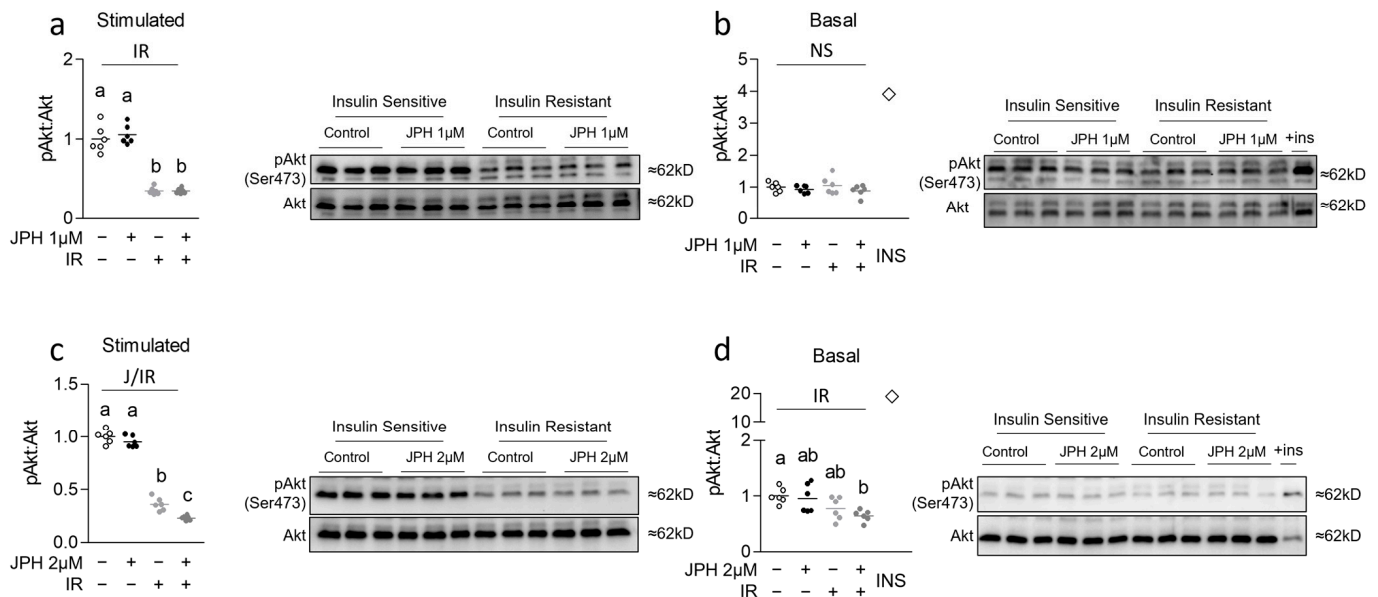 a
Stimulated
IR
2
1
0
pAkt:Akt
a a b b
JPH 1µM – + – +
IR – – + +
Insulin Sensitive Insulin Resistant
Control JPH 1µM Control JPH 1µM
pAkt
(Ser473)
≈62kD
Akt
≈62kD
b
Basal
NS
5
4
3
2
1
0
pAkt:Akt
JPH 1µM – + – +
IR – – + +
INS
Insulin Sensitive Insulin Resistant
Control JPH 1µM Control JPH 1µM +ins
pAkt
(Ser473)
≈62kD
Akt
≈62kD
c
Stimulated
J/IR
1.5
1.0
0.5
0.0
pAkt:Akt
a a b c
JPH 2µM – + – +
IR – – + +
Insulin Sensitive Insulin Resistant
Control JPH 2µM Control JPH 2µM
pAkt
(Ser473)
≈62kD
Akt
≈62kD
d
Basal
IR
20
10
2
1
0
pAkt:Akt
a ab ab b
JPH 2µM – + – +
IR – – + +
INS
Insulin Sensitive Insulin Resistant
Control JPH 2µM Control JPH 2µM +ins
pAkt
(Ser473)
≈62kD
Akt
≈62kD